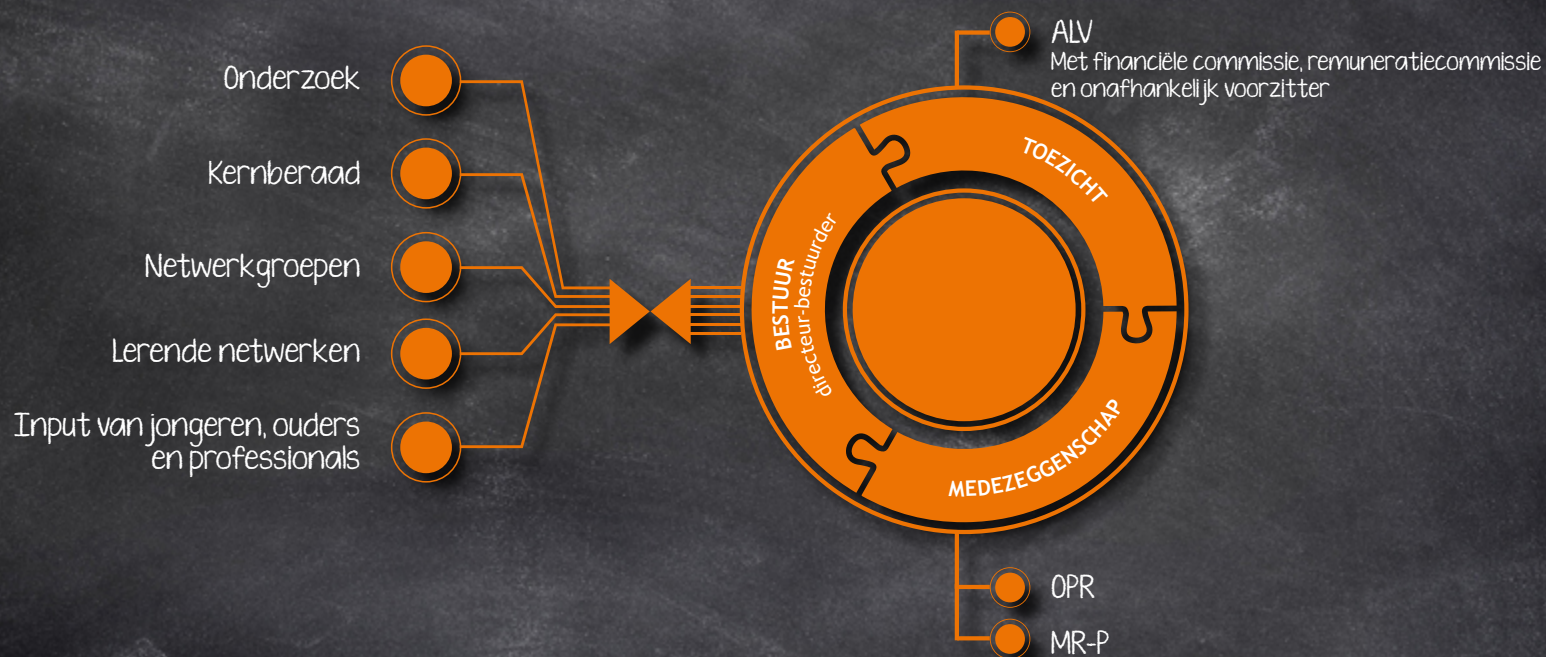 Onderzoek
Kernberaad
Netwerkgroepen
Lerende netwerken
Input van jongeren, ouders
en professionals
BESTUUR
directeur-bestuurder
TOEZICHT
MEDEZEGGENSCHAP
ALV
Met financiële commissie, remuneratiecommissie
en onafhankelijk voorzitter
OPR
MR-P